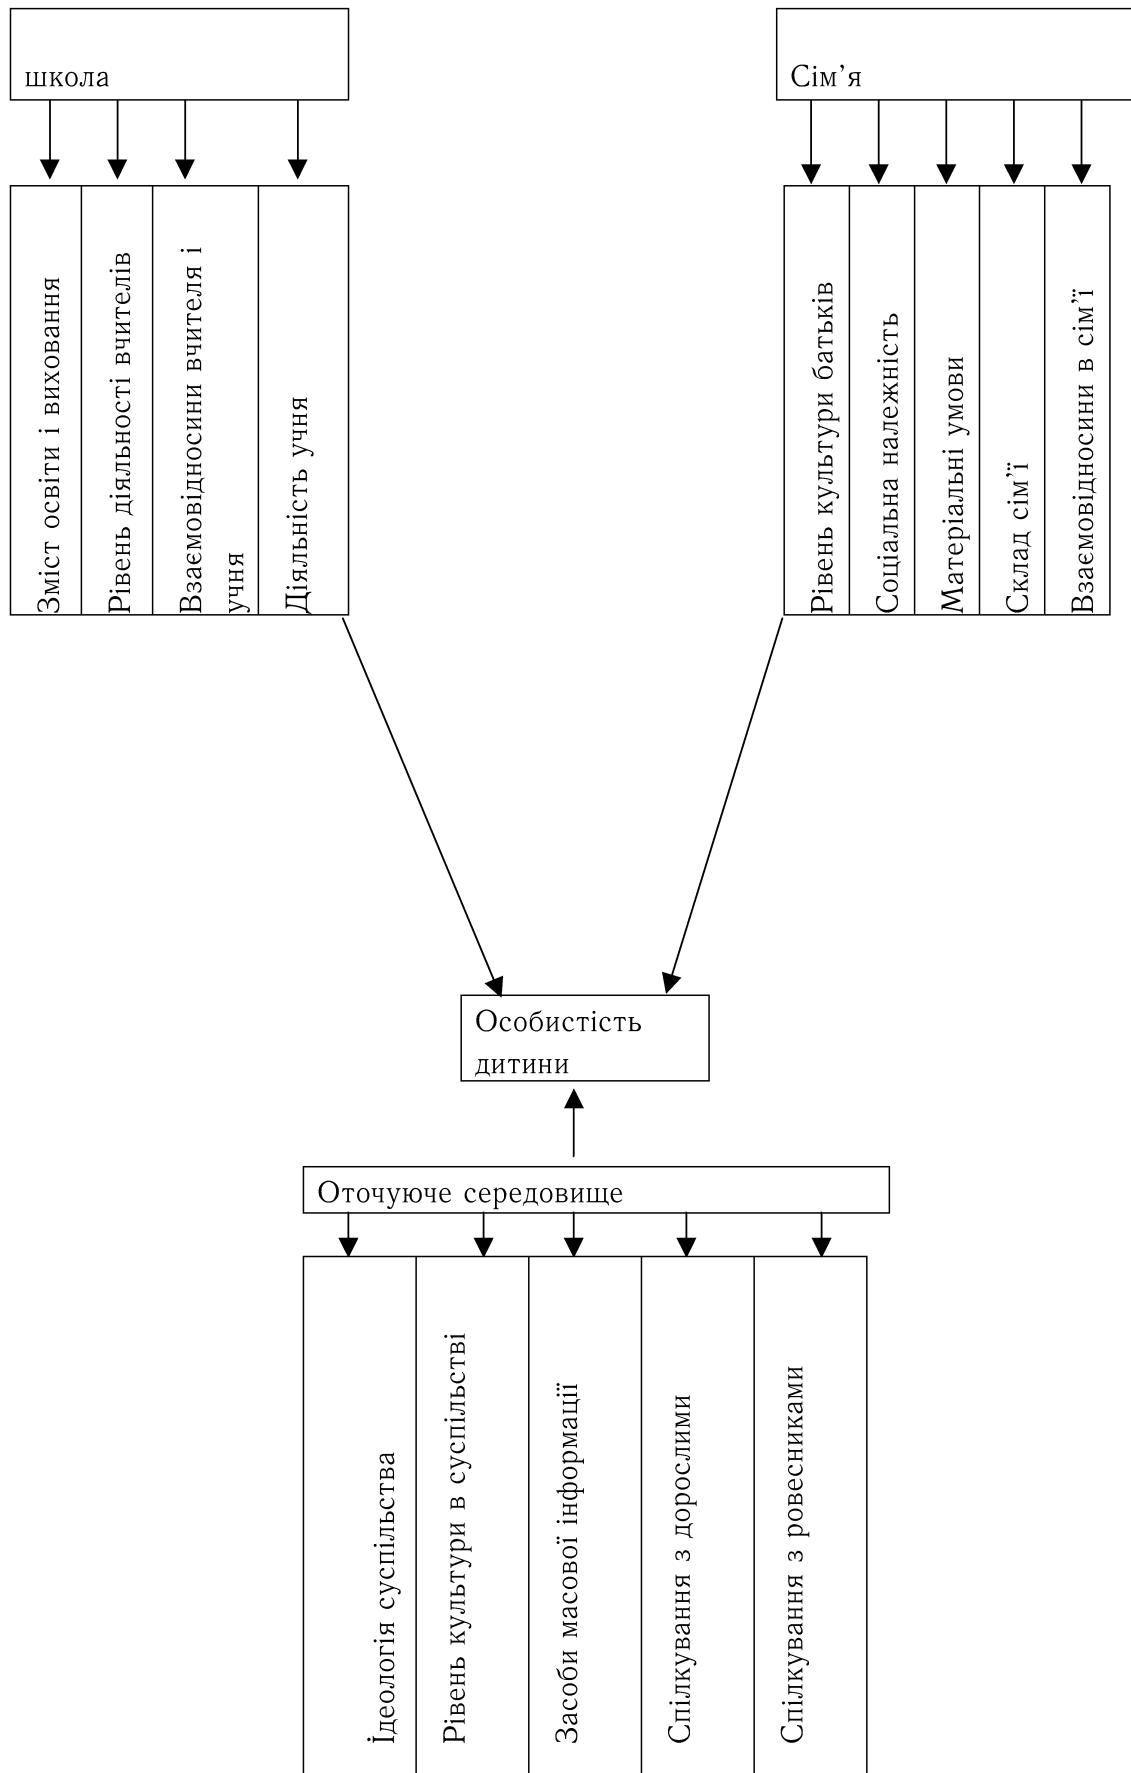 школа
Сім’я
Зміст освіти і виховання
Рівень діяльності вчителів
Взаємовідносини вчителя і
учня
Діяльність учня
Рівень культури батьків
Соціальна належність
Матеріальні умови
Склад сім’ї
Взаємовідносини в сім’ї
Особистість
дитини
Оточуюче середовище
Ідеологія суспільства
Рівень культури в суспільстві
Засоби масової інформації
Спілкування з дорослими
Спілкування з ровесниками